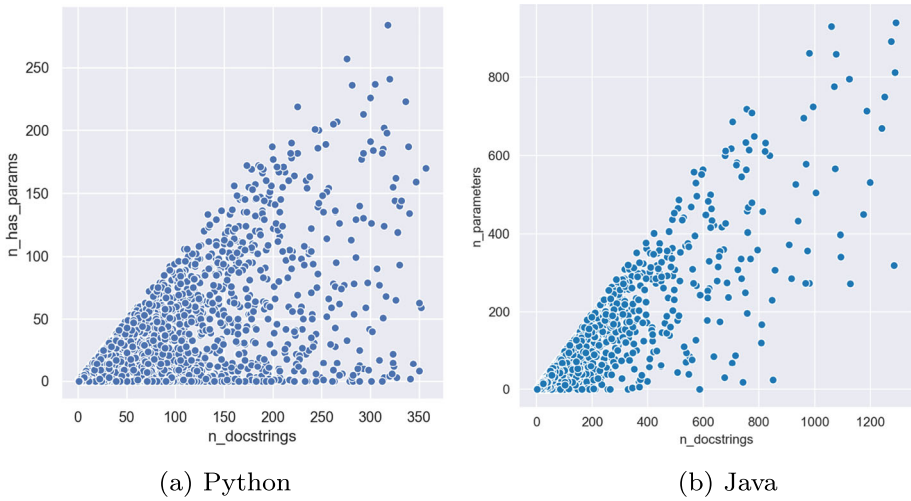 n_has_params
250
200
150
100
50
0
0 50 100 150 200 250 300 350
n_docstrings
(a) Python
n_parameters
800
600
400
200
0
0 200 400 600 800 1000 1200
n_docstrings
(b) Java